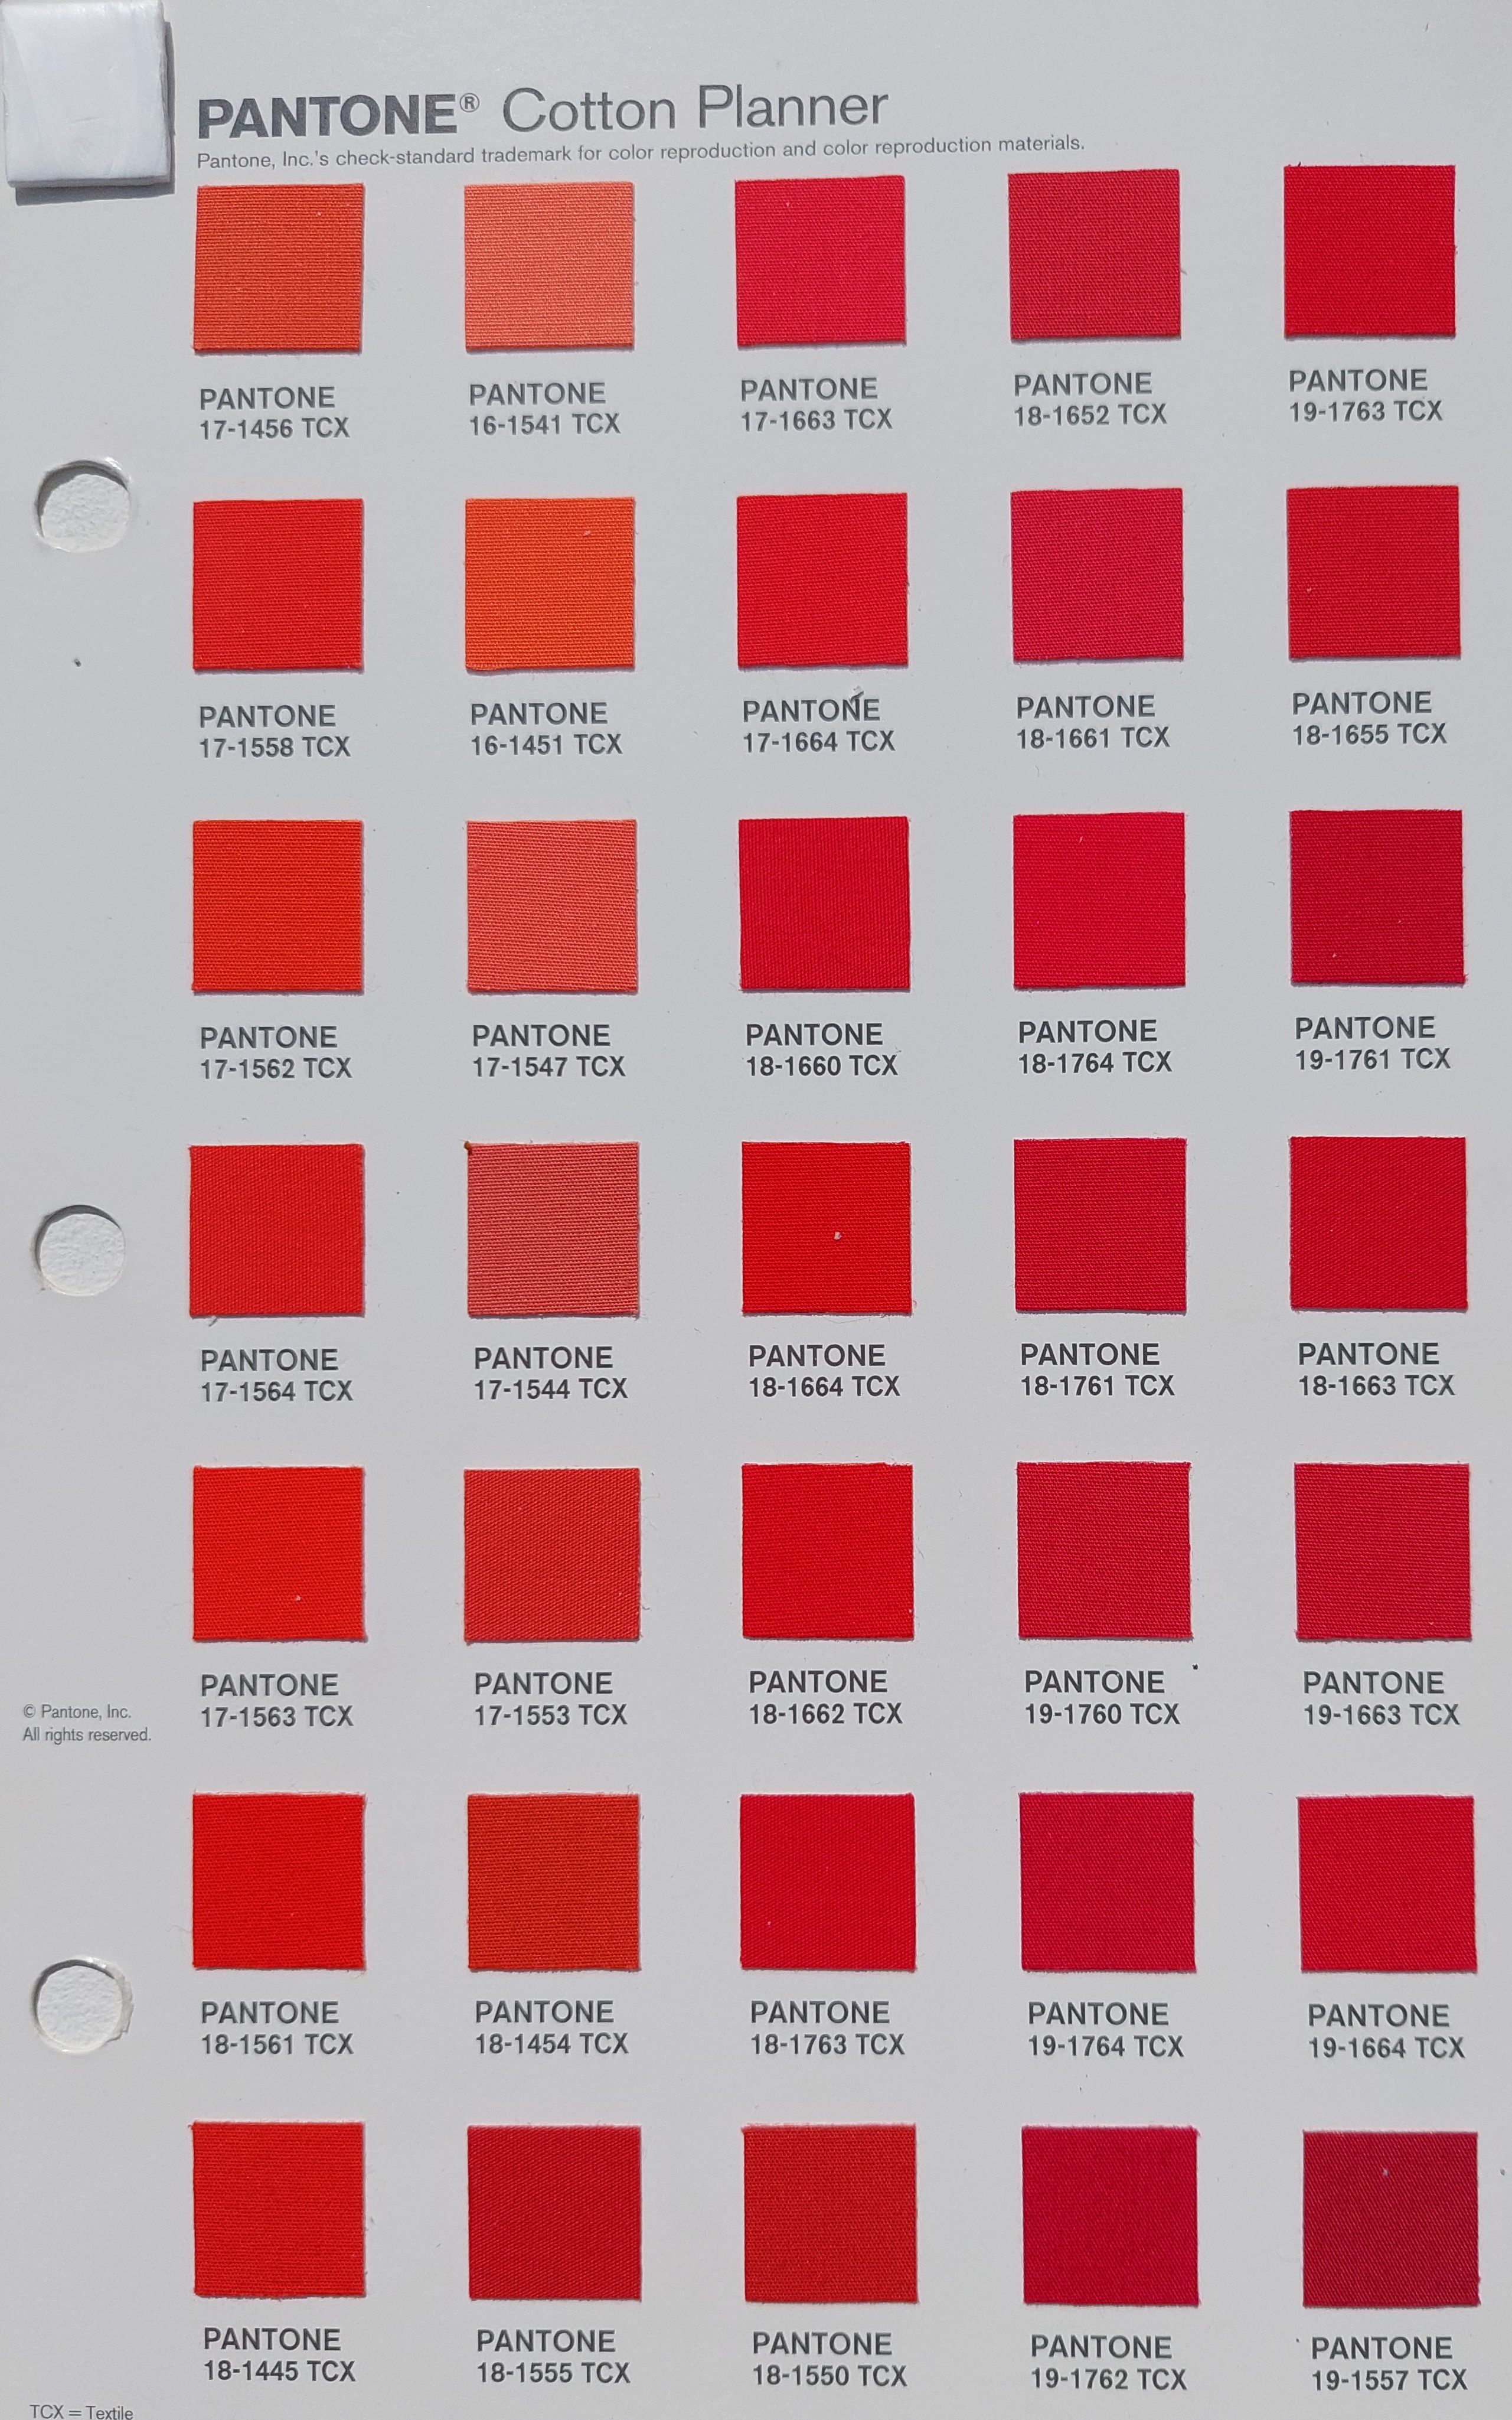 PANTONE® Cotton Planner
Pantone, Inc.'s check-standard trademark for color reproduction and color reproduction materials.
PANTONE PANTONE PANTONE PANTONE PANTONE
17-1456 TCX 16-1541 TCX 17-1663 TCX 18-1652 TCX 19-1763 TCX
PANTONE PANTONE PANTONE PANTONE PANTONE
17-1558 TCX 16-1451 TCX 17-1664 TCX 18-1661 TCX 18-1655 TCX
PANTONE PANTONE PANTONE PANTONE PANTONE
17-1562 TCX 17-1547 TCX 18-1660 TCX 18-1764 TCX 19-1761 TCX
PANTONE PANTONE PANTONE PANTONE PANTONE
17-1564 TCX 17-1544 TCX 18-1664 TCX 18-1761 TCX 18-1663 TCX
PANTONE PANTONE PANTONE PANTONE PANTONE
17-1563 TCX 17-1553 TCX 18-1662 TCX 19-1760 TCX 19-1663 TCX
© Pantone, Inc.
All rights reserved.
PANTONE PANTONE PANTONE PANTONE PANTONE
18-1561 TCX 18-1454 TCX 18-1763 TCX 19-1764 TCX 19-1664 TCX
PANTONE PANTONE PANTONE PANTONE PANTONE
18-1445 TCX 18-1555 TCX 18-1550 TCX 19-1762 TCX 19-1557 TCX
TCX = Textile